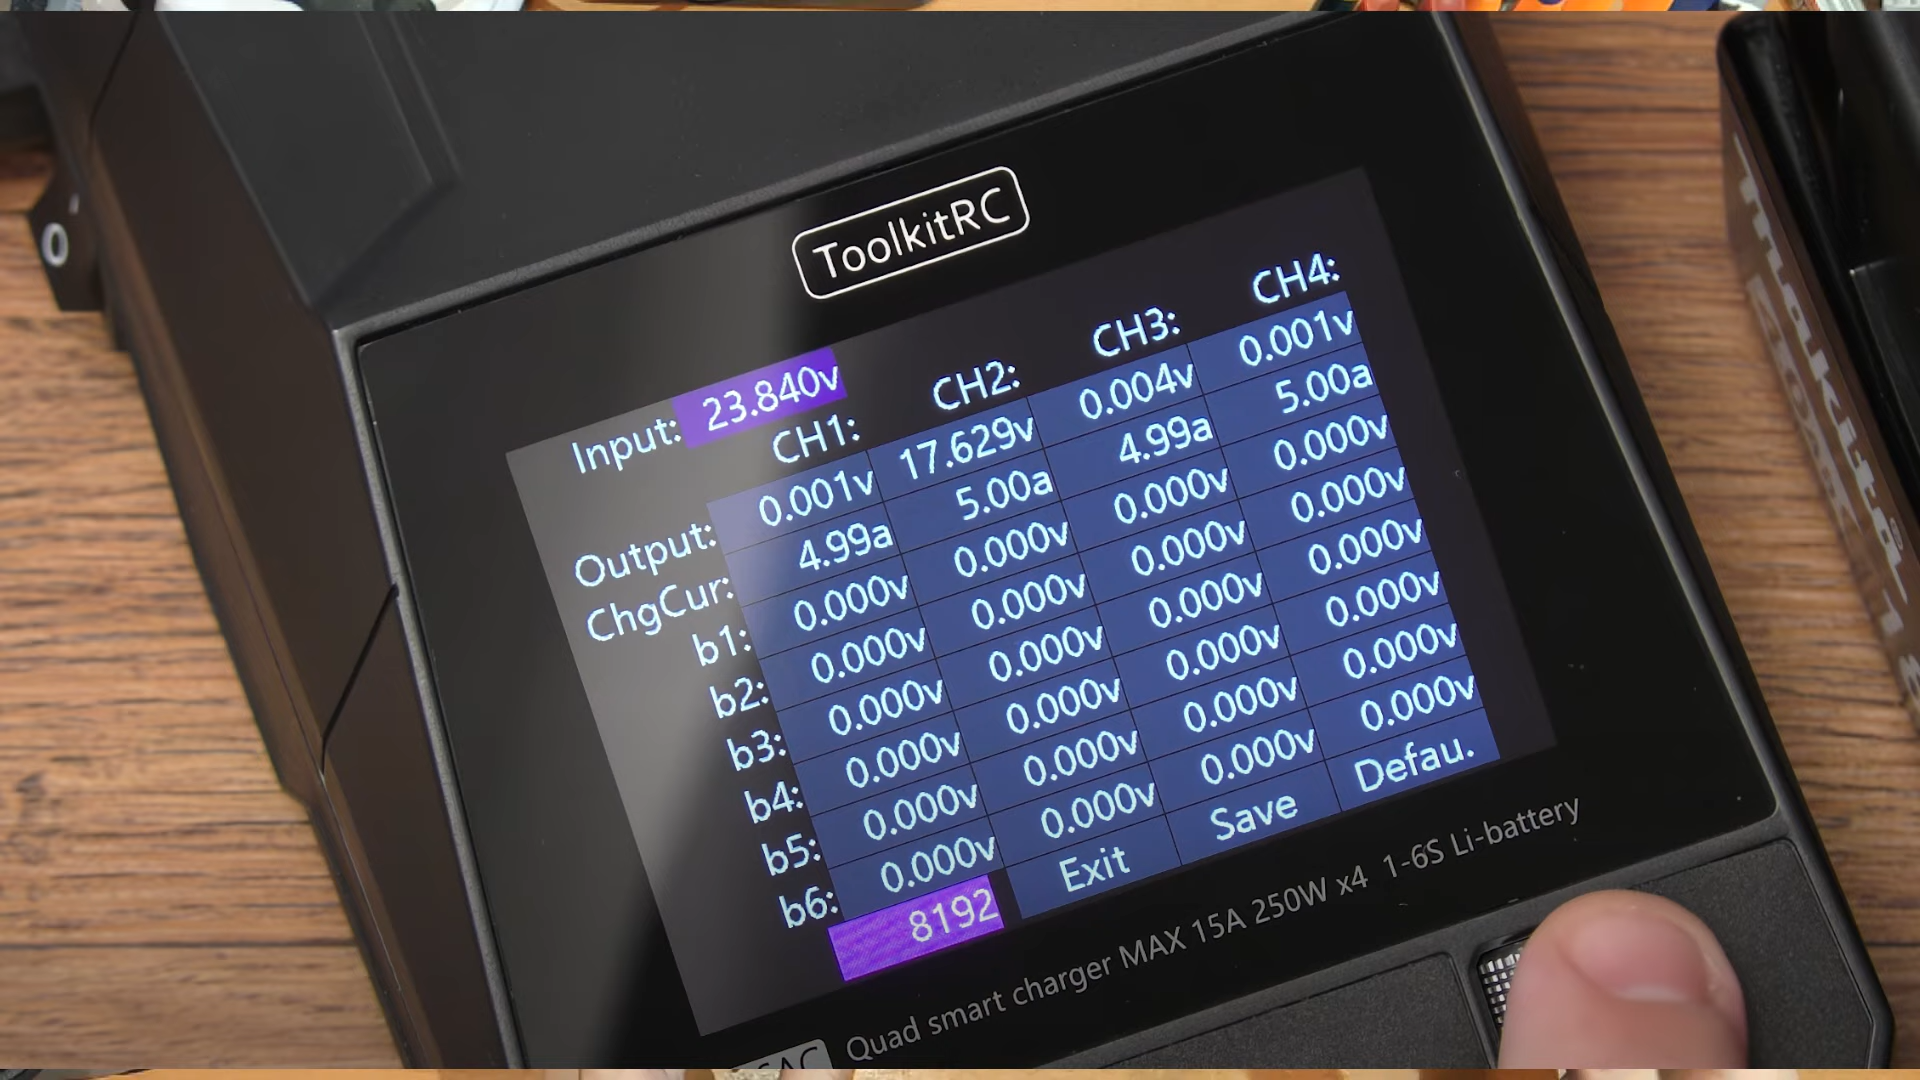 ToolkitRC
Input: 23.840v
CH1: CH2: CH3: CH4:
Output: 0.001v 17.629v 0.004v 0.001v
ChgCur: 4.99a 5.00a 4.99a 5.00a
b1: 0.000v 0.000v 0.000v 0.000v
b2: 0.000v 0.000v 0.000v 0.000v
b3: 0.000v 0.000v 0.000v 0.000v
b4: 0.000v 0.000v 0.000v 0.000v
b5: 0.000v 0.000v 0.000v 0.000v
b6: 0.000v 0.000v 0.000v 0.000v
8192 Exit Save Defau.
Quad smart charger MAX 15A 250W x4 1-6S Li-battery
O
makita